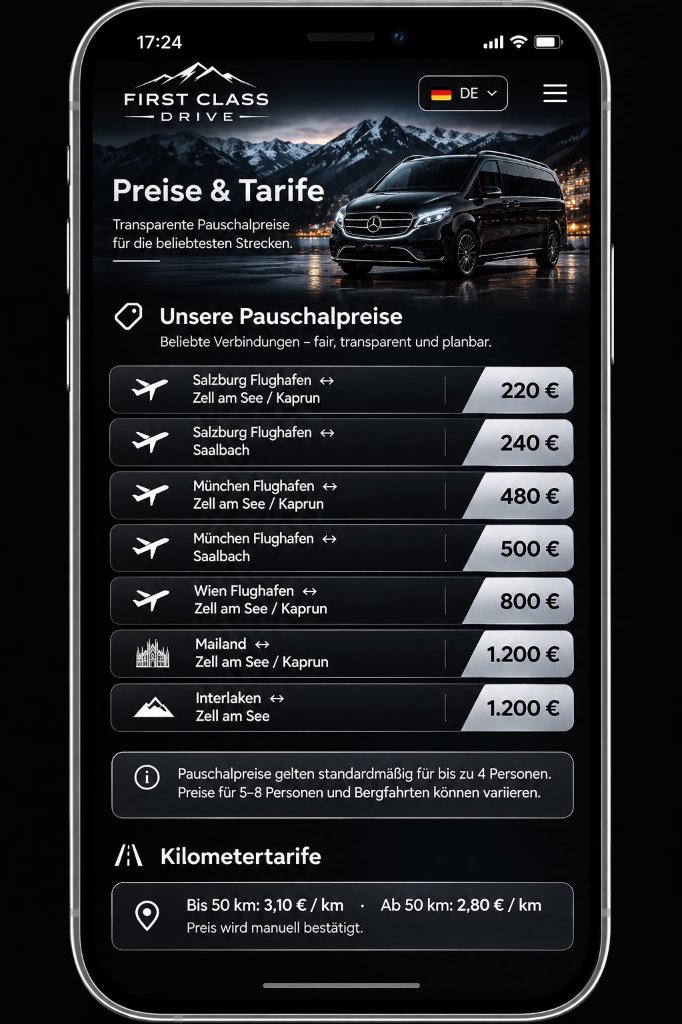 17:24
FIRST CLASS
DRIVE
DE
Preise & Tarife
Transparente Pauschalpreise
für die beliebtesten Strecken.
Unsere Pauschalpreise
Beliebte Verbindungen – fair, transparent und planbar.
Salzburg Flughafen ↔
Zell am See / Kaprun
220 €
Salzburg Flughafen ↔
Saalbach
240 €
München Flughafen ↔
Zell am See / Kaprun
480 €
München Flughafen ↔
Saalbach
500 €
Wien Flughafen ↔
Zell am See / Kaprun
800 €
Mailand ↔
Zell am See / Kaprun
1.200 €
Interlaken ↔
Zell am See
1.200 €
Pauschalpreise gelten standardmäßig für bis zu 4 Personen.
Preise für 5–8 Personen und Bergfahrten können variieren.
Kilometertarife
Bis 50 km: 3,10 € / km · Ab 50 km: 2,80 € / km
Preis wird manuell bestätigt.